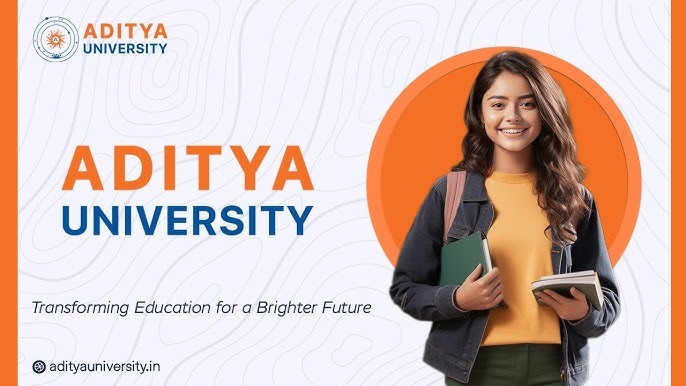 ADITYA
UNIVERSITY
ADITYA
UNIVERSITY
Transforming Education for a Brighter Future
adityauniversity.in